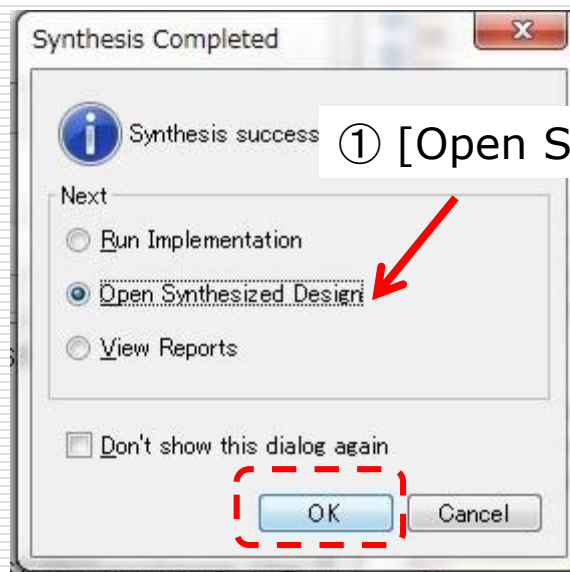 Synthesis Completed
Synthesis success
① [Open S
Next
Run Implementation
Open Synthesized Design
View Reports
Don't show this dialog again
OK
Cancel